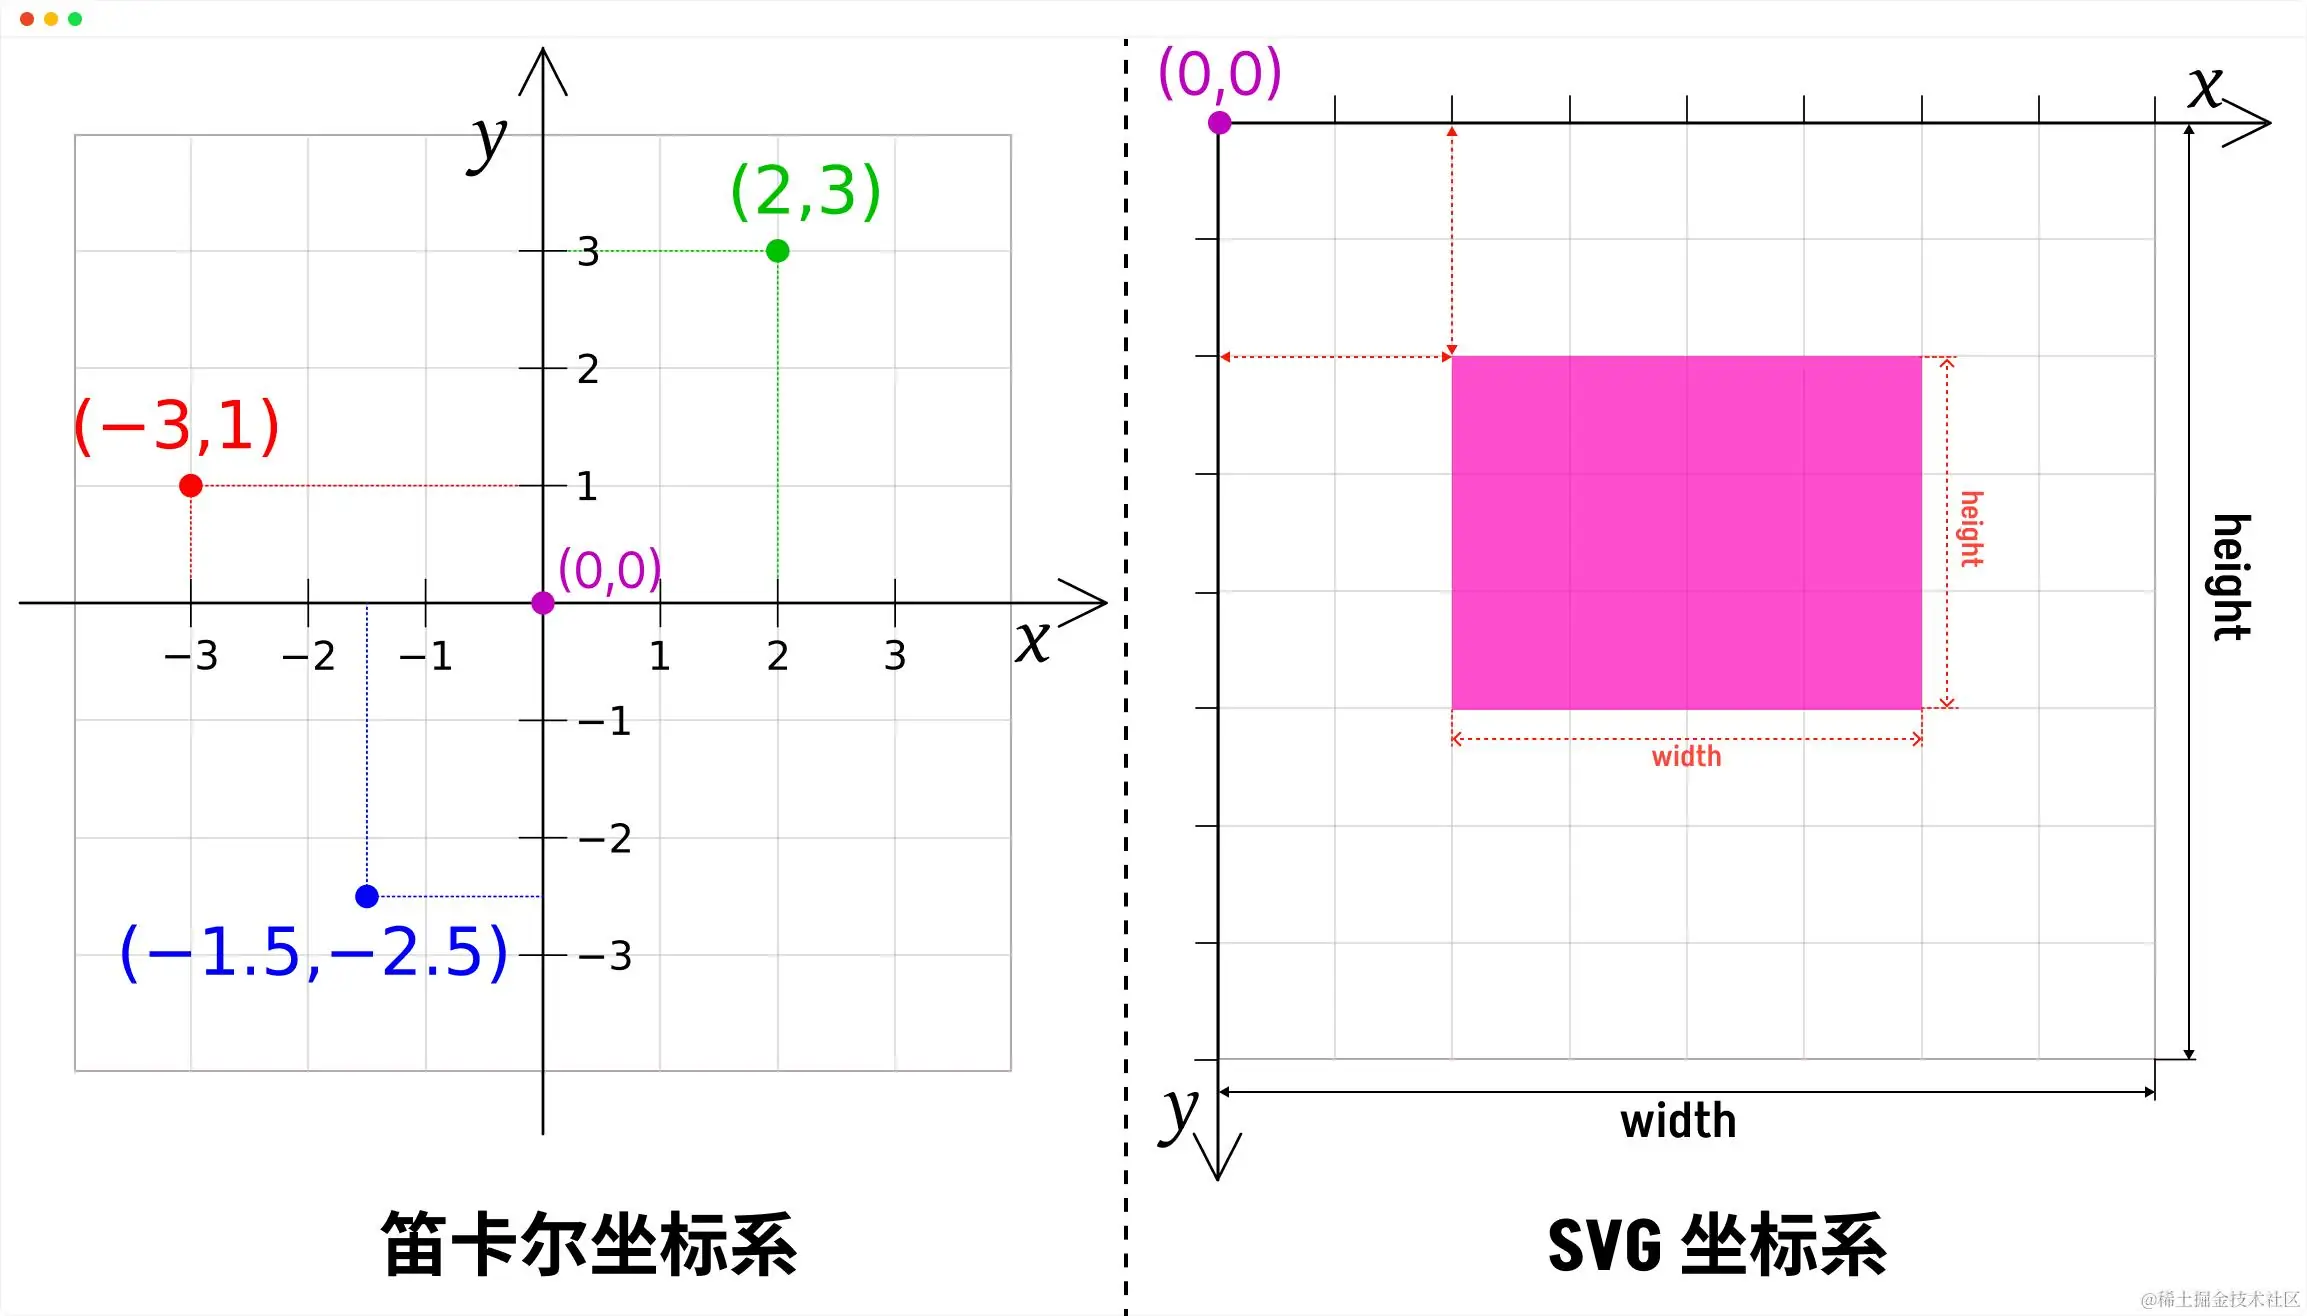 y
(2,3)
3
2
(−3,1)
1
(0,0)
x
−3
−2
−1
1
2
3
−1
−2
(−1.5,−2.5)
−3
笛卡尔坐标系
(0,0)
x
height
height
width
y
width
SVG 坐标系
@稀土掘金技术社区